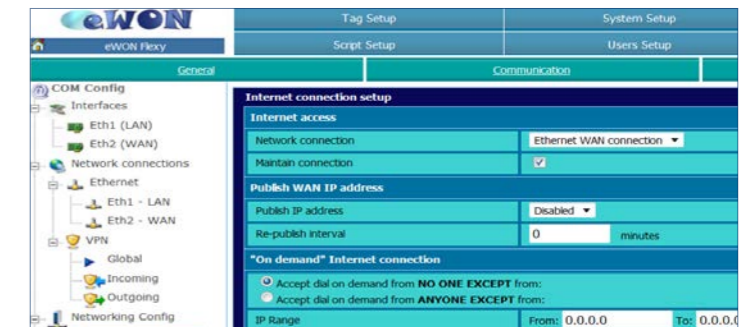 eWON
Tag Setup
System Setup
eWON Flexy
Script Setup
Users Setup
General
Communication
COM Config
Interfaces
Eth1 (LAN)
Eth2 (WAN)
Network connections
Ethernet
Eth1 - LAN
Eth2 - WAN
VPN
Global
Incoming
Outgoing
Networking Config
Internet connection setup
Internet access
Network connection
Ethernet WAN connection
Maintain connection
Publish WAN IP address
Publish IP address
Disabled
Re-publish interval
0 minutes
"On demand" Internet connection
Accept dial on demand from NO ONE EXCEPT from:
Accept dial on demand from ANYONE EXCEPT from:
IP Range
From: 0.0.0.0 To: 0.0.0.